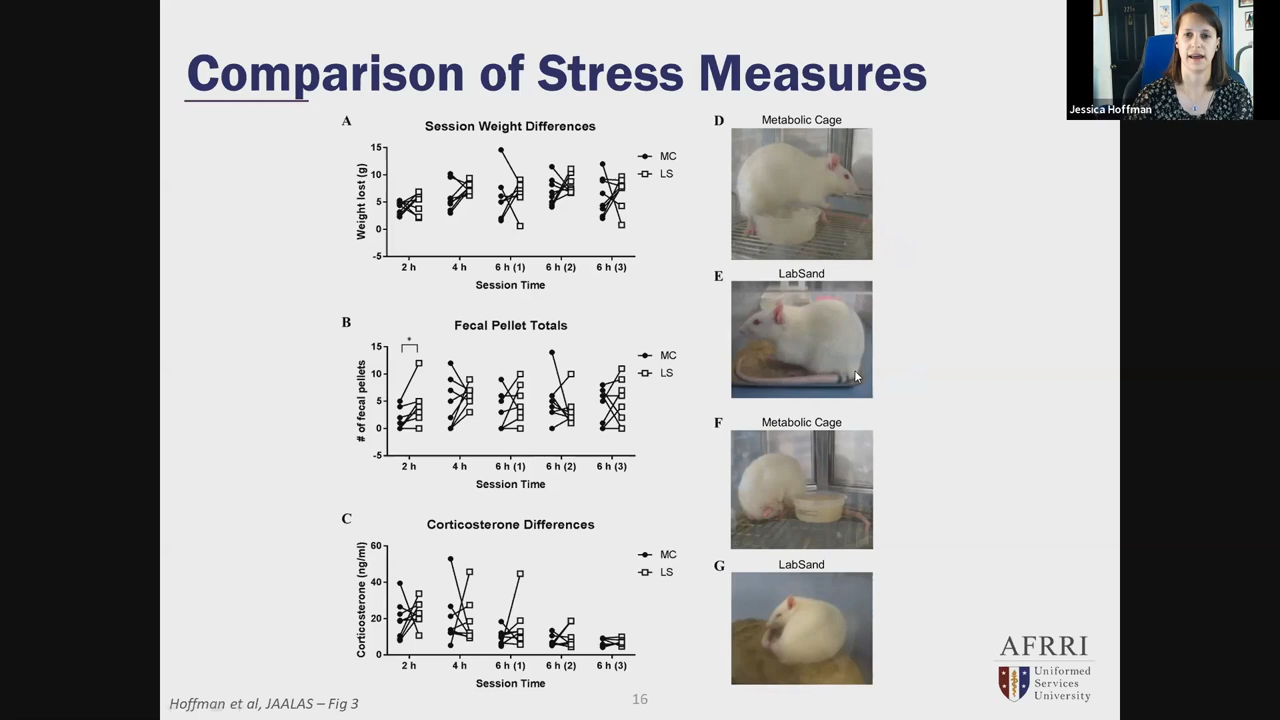 Comparison of Stress Measures
Jessica Hoffman
A
Session Weight Differences
15
10
5
0
-5
Weight lost (g)
2 h
4 h
6 h (1)
6 h (2)
6 h (3)
Session Time
MC
LS
B
Fecal Pellet Totals
*
15
10
5
0
-5
# of fecal pellets
2 h
4 h
6 h (1)
6 h (2)
6 h (3)
Session Time
MC
LS
C
Corticosterone Differences
60
40
20
0
Corticosterone (ng/ml)
2 h
4 h
6 h (1)
6 h (2)
6 h (3)
Session Time
MC
LS
D
Metabolic Cage
E
LabSand
F
Metabolic Cage
G
LabSand
AFRRI
Uniformed
Services
University
Hoffman et al, JAALAS – Fig 3
16